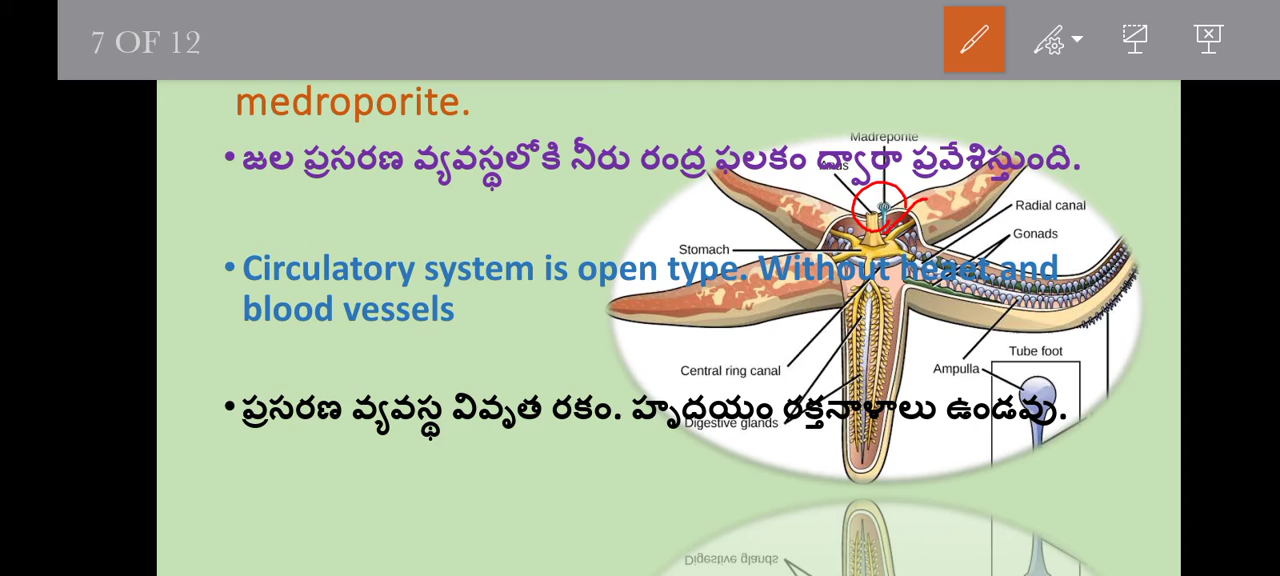 7 OF 12
medroporite.
Madreporite
• జల ప్రసరణ వ్యవస్థలోకి నీరు రంధ్ర ఫలకం ద్వారా ప్రవేశిస్తుంది.
Anus
Radial canal
Gonads
Stomach
• Circulatory system is open type. Without heaet and
blood vessels
Tube foot
Central ring canal
Ampulla
• ప్రసరణ వ్యవస్థ వివృత రకం. హృదయం రక్తనాళాలు ఉండవు.
Digestive glands
Digestive glands